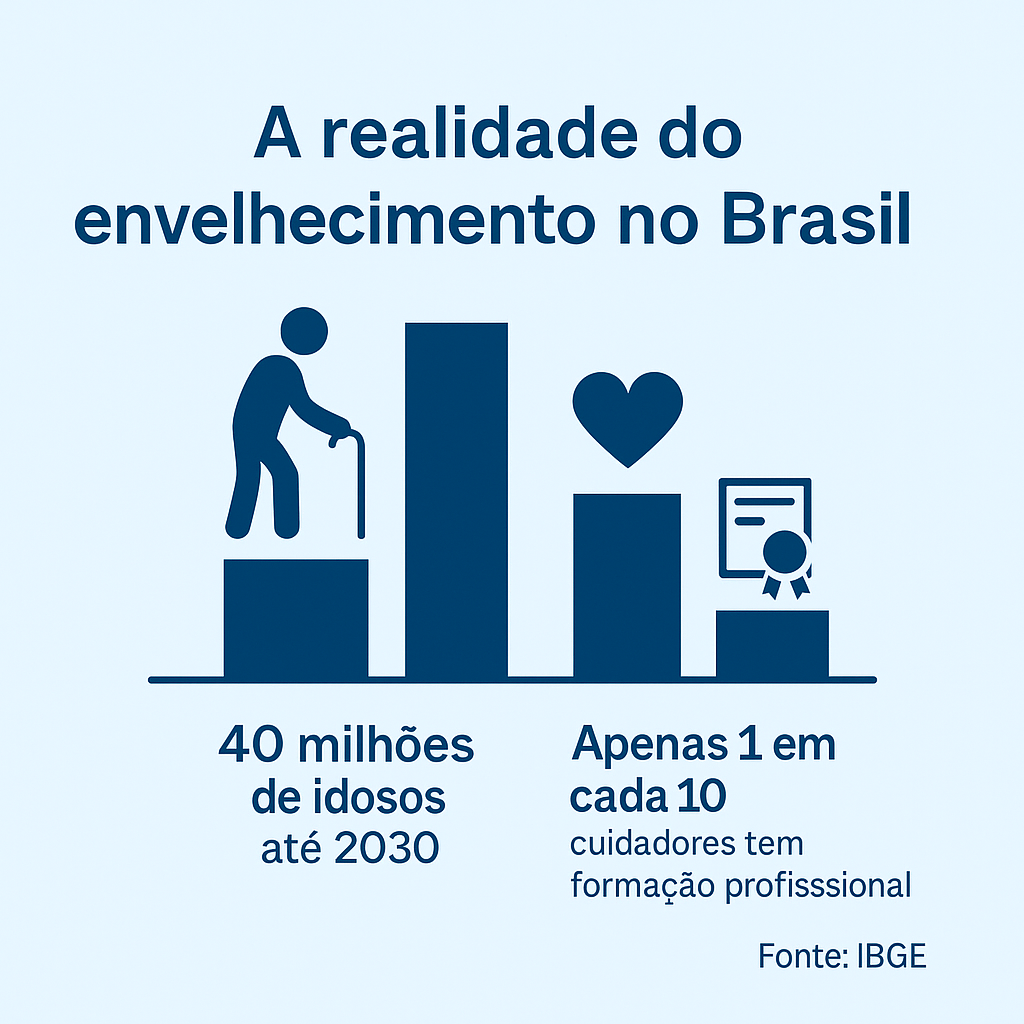 A realidade do
envelhecimento no Brasil
40 milhões
de idosos
até 2030
Apenas 1 em
cada 10
cuidadores tem
formação profisssional
Fonte: IBGE